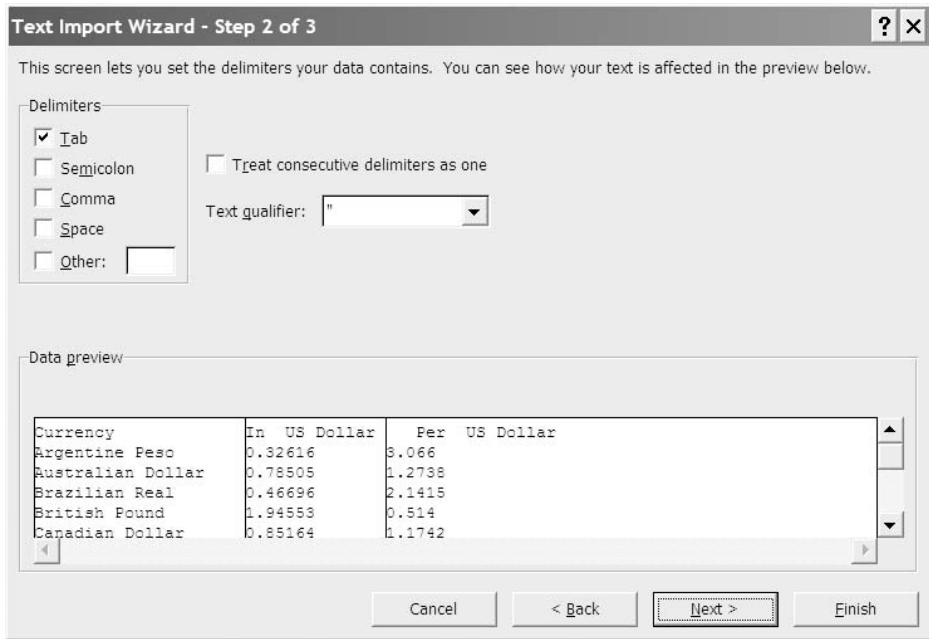 Text Import Wizard - Step 2 of 3
This screen lets you set the delimiters your data contains. You can see how your text is affected in the preview below.
Delimiters
Tab
Semicolon
Comma
Space
Other:
Treat consecutive delimiters as one
Text qualifier: "
Data preview
Currency In US Dollar Per US Dollar
Argentine Peso 0.32616 3.066
Australian Dollar 0.78505 1.2738
Brazilian Real 0.46696 2.1415
British Pound 1.94553 0.514
Canadian Dollar 0.85164 1.1742
Cancel < Back Next > Finish